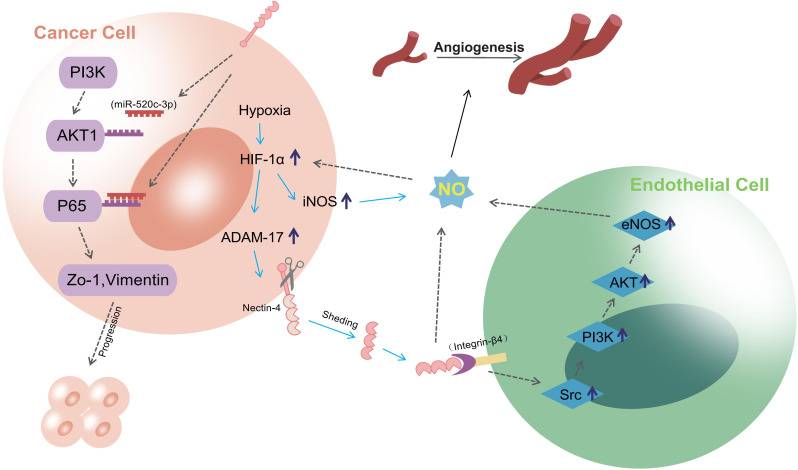 Cancer Cell
PI3K
(miR-520c-3p)
AKT1
P65
Zo-1,Vimentin
Progression
Hypoxia
HIF-1α
iNOS
ADAM-17
Nectin-4
Sheding
Angiogenesis
NO
Endothelial Cell
eNOS
AKT
PI3K
(Integrin-β4)
Src